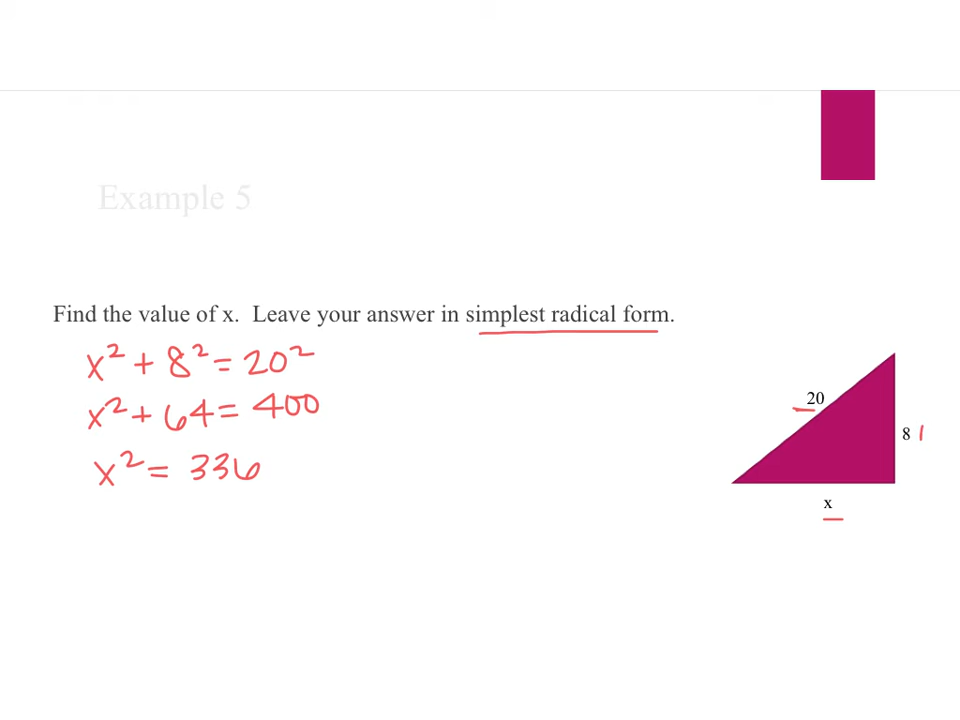 Example 5
Find the value of x. Leave your answer in simplest radical form.
x² + 8² = 20²
x² + 64 = 400
x² = 336
20
8
x